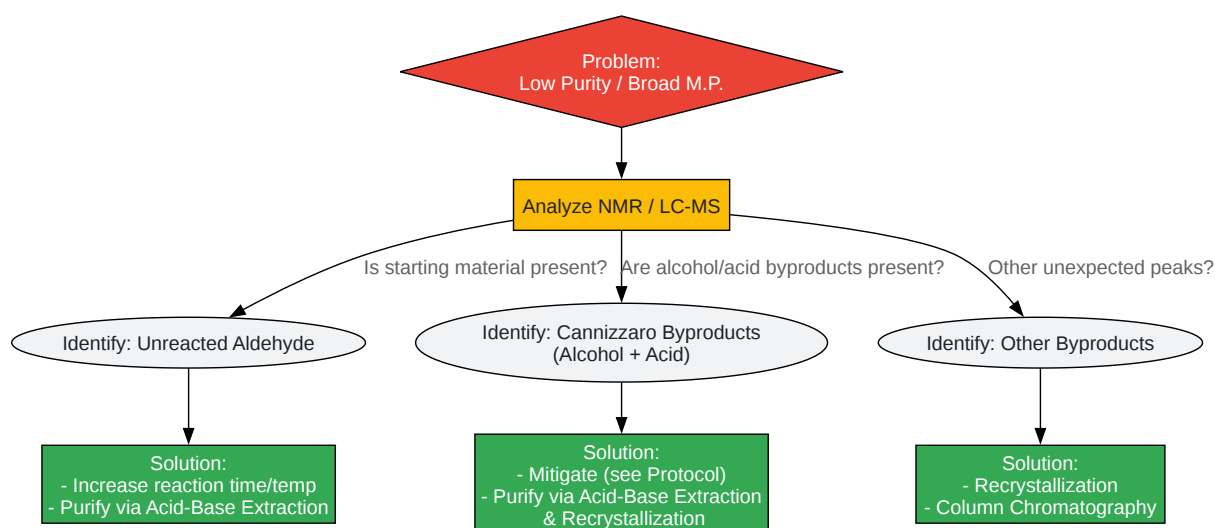 Problem:
Low Purity / Broad M.P.
Analyze NMR / LC-MS
Is starting material present?
Are alcohol/acid byproducts present?
Other unexpected peaks?
Identify: Unreacted Aldehyde
Identify: Cannizzaro Byproducts
(Alcohol + Acid)
Identify: Other Byproducts
Solution:
- Increase reaction time/temp
- Purify via Acid-Base Extraction
Solution:
- Mitigate (see Protocol)
- Purify via Acid-Base Extraction
& Recrystallization
Solution:
- Recrystallization
- Column Chromatography